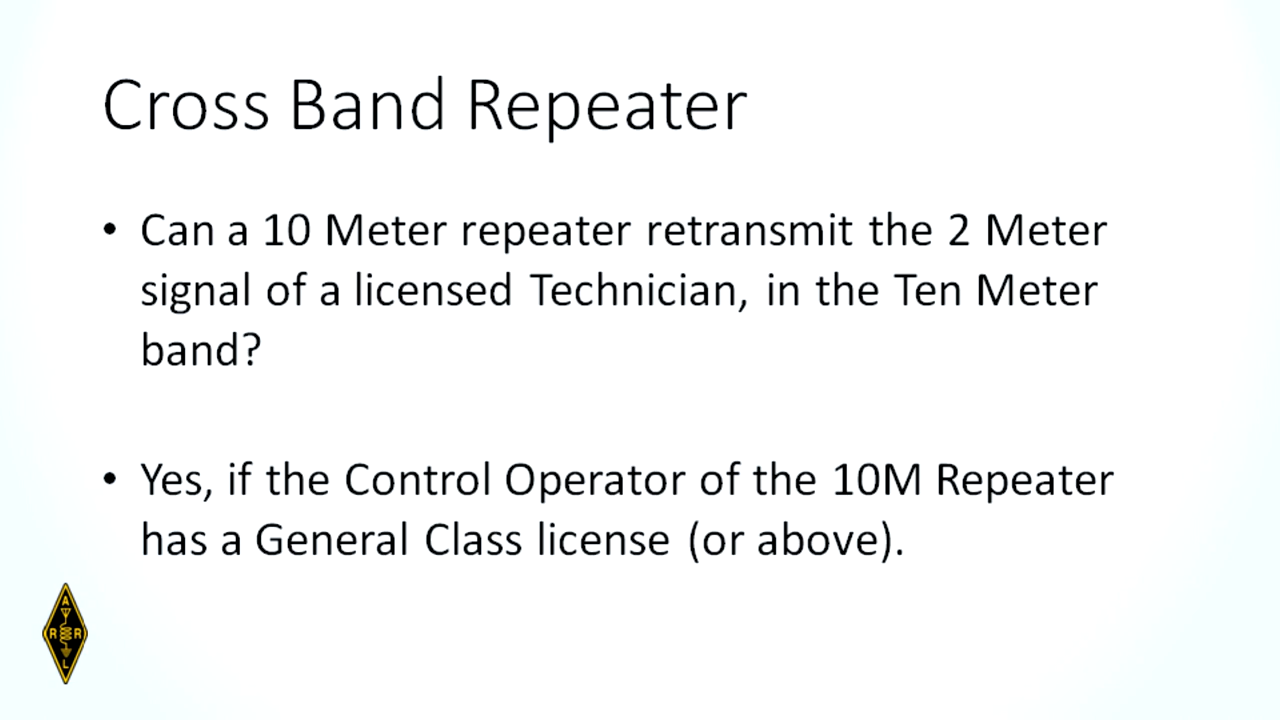 Cross Band Repeater
• Can a 10 Meter repeater retransmit the 2 Meter
signal of a licensed Technician, in the Ten Meter
band?
• Yes, if the Control Operator of the 10M Repeater
has a General Class license (or above).
A
R R
L